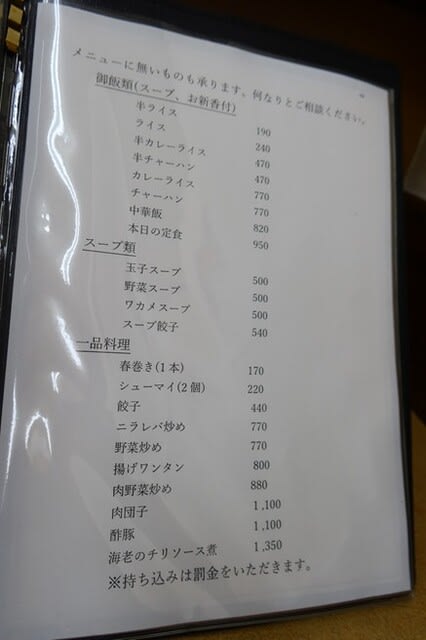 メニューに無いものも承ります、何なりとご相談ください。
御飯類(スープ、お新香付)
半ライス 190
ライス 240
半カレーライス 470
半チャーハン 470
カレーライス 770
チャーハン 770
中華飯 820
本日の定食 950
スープ類
玉子スープ 500
野菜スープ 500
ワカメスープ 500
スープ餃子 540
一品料理
春巻き(1本) 170
シューマイ(2個) 220
餃子 440
ニラレバ炒め 770
野菜炒め 770
揚げワンタン 800
肉野菜炒め 880
肉団子 1,100
酢豚 1,100
海老のチリソース煮 1,350
※持ち込みは罰金をいただきます。